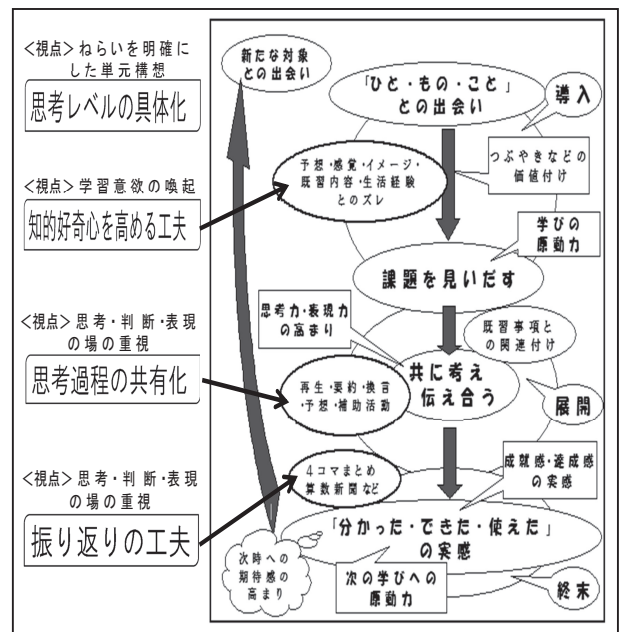 <視点> ねらいを明確に
した単元構想
思考レベルの具体化
<視点> 学習意欲の喚起
知的好奇心を高める工夫
<視点> 思考・判断・表現
の場の重視
思考過程の共有化
<視点> 思考・判断・表現
の場の重視
振り返りの工夫
新たな対象
との出会い
「ひと・もの・こと」
との出会い
導入
つぶやきなどの
価値付け
予想・感覚・イメージ・
既習内容・生活経験
とのズレ
学びの
原動力
課題を見いだす
思考力・表現力
の高まり
既習事項と
の関連付け
共に考え
伝え合う
再生・要約・換言
・予想・補助活動
展開
成就感・達成感
の実感
4コマまとめ
算数新聞など
「分かった・できた・使えた」
の実感
次時への
期待感の
高まり
次の学びへの
原動力
終末